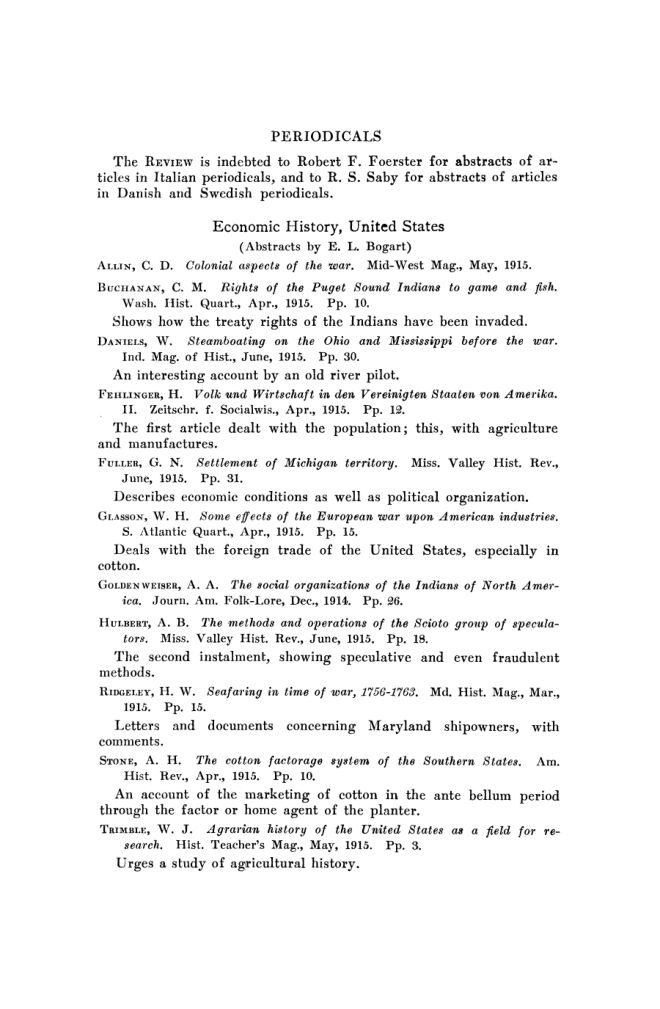 PERIODICALS
The REVIEW is indebted to Robert F. Foerster for abstracts of ar-
ticles in Italian periodicals, and to R. S. Saby for abstracts of articles
in Danish and Swedish periodicals.
Economic History, United States
(Abstracts by E. L. Bogart)
ALLIN, C. D. Colonial aspects of the war. Mid-West Mag., May, 1915.
BUCHANAN, C. M. Rights of the Puget Sound Indians to game and fish.
Wash. Hist. Quart., Apr., 1915. Pp. 10.
Shows how the treaty rights of the Indians have been invaded.
DANIELS, W. Steamboating on the Ohio and Mississippi before the war.
Ind. Mag. of Hist., June, 1915. Pp. 30.
An interesting account by an old river pilot.
FEHLINGER, H. Volk und Wirtschaft in den Vereinigten Staaten von Amerika.
II. Zeitschr. f. Socialwis., Apr., 1915. Pp. 12.
The first article dealt with the population; this, with agriculture
and manufactures.
FULLER, G. N. Settlement of Michigan territory. Miss. Valley Hist. Rev.,
June, 1915. Pp. 31.
Describes economic conditions as well as political organization.
GLASSON, W. H. Some effects of the European war upon American industries.
S. Atlantic Quart., Apr., 1915. Pp. 15.
Deals with the foreign trade of the United States, especially in
cotton.
GOLDENWEISER, A. A. The social organizations of the Indians of North Amer-
ica. Journ. Am. Folk-Lore, Dec., 1914. Pp. 26.
HULBERT, A. B. The methods and operations of the Scioto group of specula-
tors. Miss. Valley Hist. Rev., June, 1915. Pp. 18.
The second instalment, showing speculative and even fraudulent
methods.
RIDGELEY, H. W. Seafaring in time of war, 1756-1763. Md. Hist. Mag., Mar.,
1915. Pp. 15.
Letters and documents concerning Maryland shipowners, with
comments.
STONE, A. H. The cotton factorage system of the Southern States. Am.
Hist. Rev., Apr., 1915. Pp. 10.
An account of the marketing of cotton in the ante bellum period
through the factor or home agent of the planter.
TRIMBLE, W. J. Agrarian history of the United States as a field for re-
search. Hist. Teacher's Mag., May, 1915. Pp. 3.
Urges a study of agricultural history.